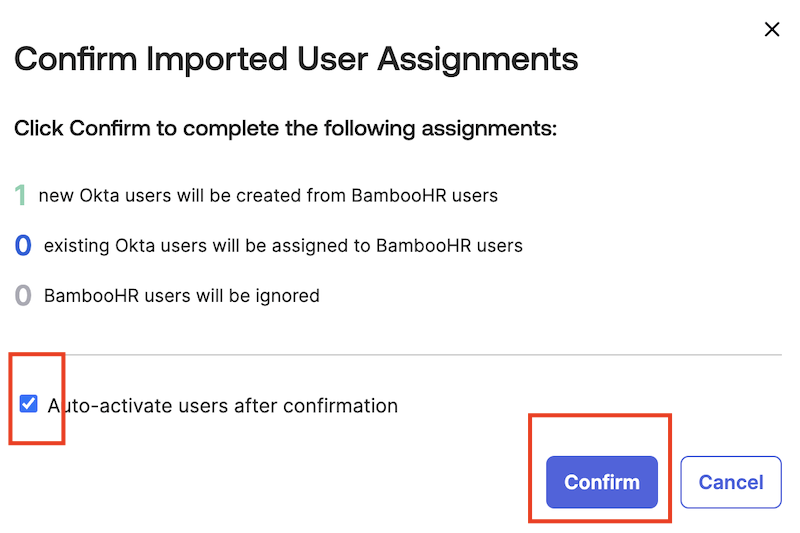 Confirm Imported User Assignments
Click Confirm to complete the following assignments:
1 new Okta users will be created from BambooHR users
0 existing Okta users will be assigned to BambooHR users
0 BambooHR users will be ignored
Auto-activate users after confirmation
Confirm
Cancel